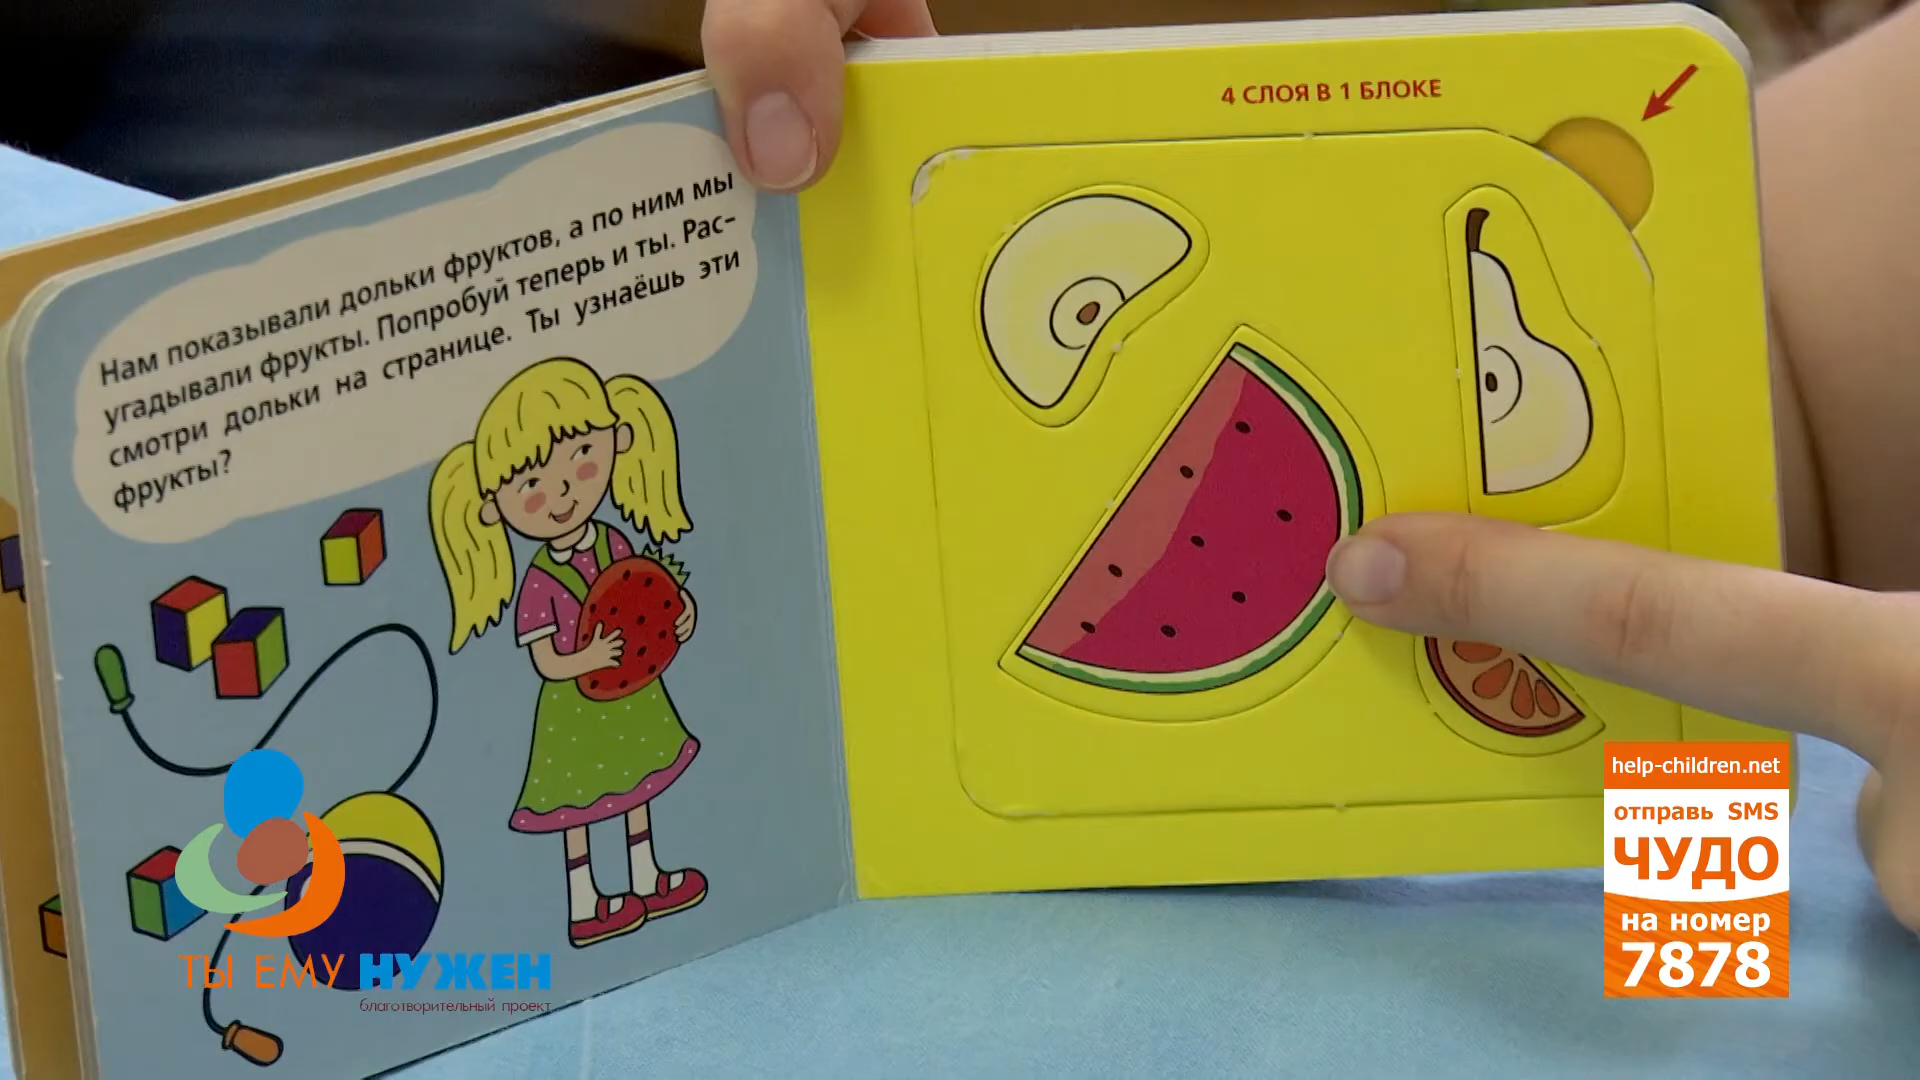 4 СЛОЯ В 1 БЛОКЕ
Нам показывали дольки фруктов, а по ним мы
угадывали фрукты. Попробуй теперь и ты. Рас-
смотри дольки на странице. Ты узнаёшь эти
фрукты?
help-children.net
отправь SMS
ЧУДО
на номер
7878
ТЫ ЕМУ НУЖЕН
благотворительный проект